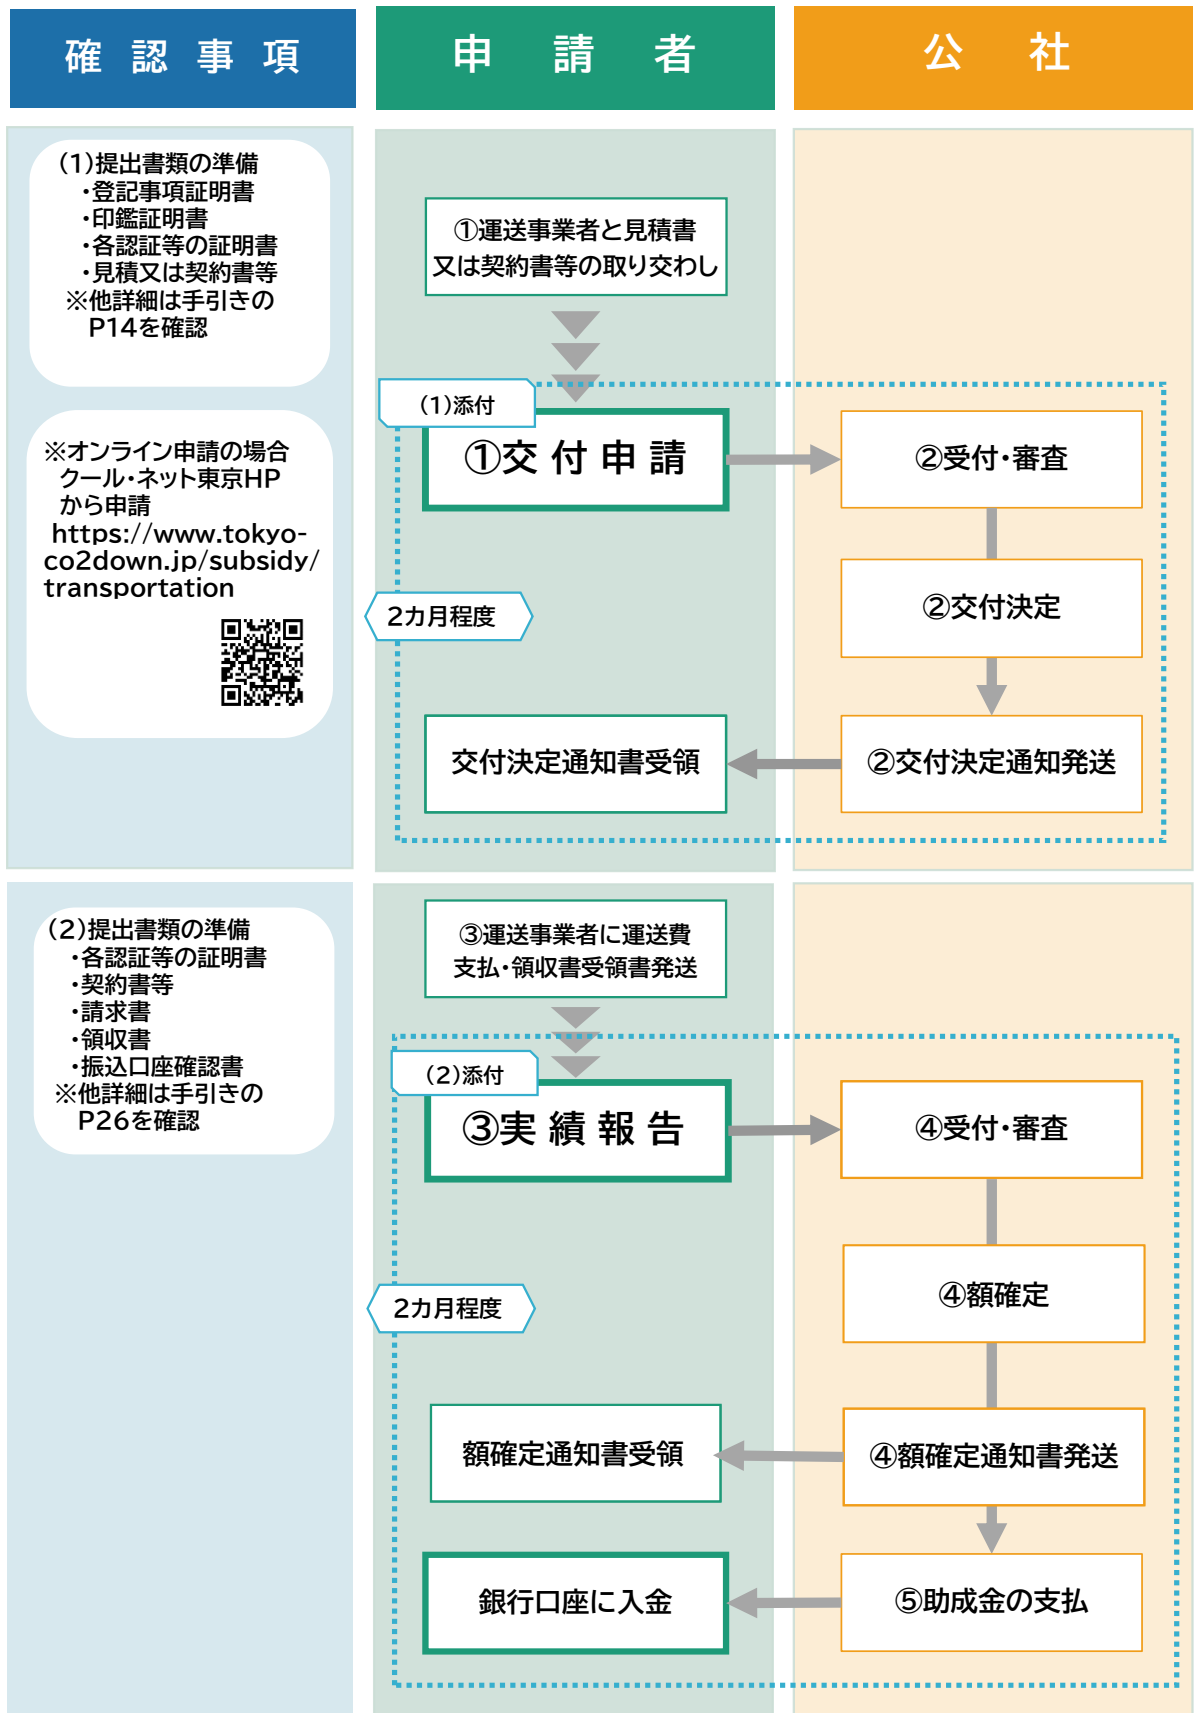 確認事項
申請者
公社
(1)提出書類の準備
・登記事項証明書
・印鑑証明書
・各認証等の証明書
・見積又は契約書等
※他詳細は手引きの
P14を確認
①運送事業者と見積書
又は契約書等の取り交わし
(1)添付
①交付申請
②受付・審査
※オンライン申請の場合
クール・ネット東京HP
から申請
https://www.tokyo-
co2down.jp/subsidy/
transportation
②交付決定
2カ月程度
交付決定通知書受領
②交付決定通知発送
(2)提出書類の準備
・各認証等の証明書
・契約書等
・請求書
・領収書
・振込口座確認書
※他詳細は手引きの
P26を確認
③運送事業者に運送費
支払・領収書受領書発送
(2)添付
③実績報告
④受付・審査
④額確定
2カ月程度
額確定通知書受領
④額確定通知書発送
銀行口座に入金
⑤助成金の支払